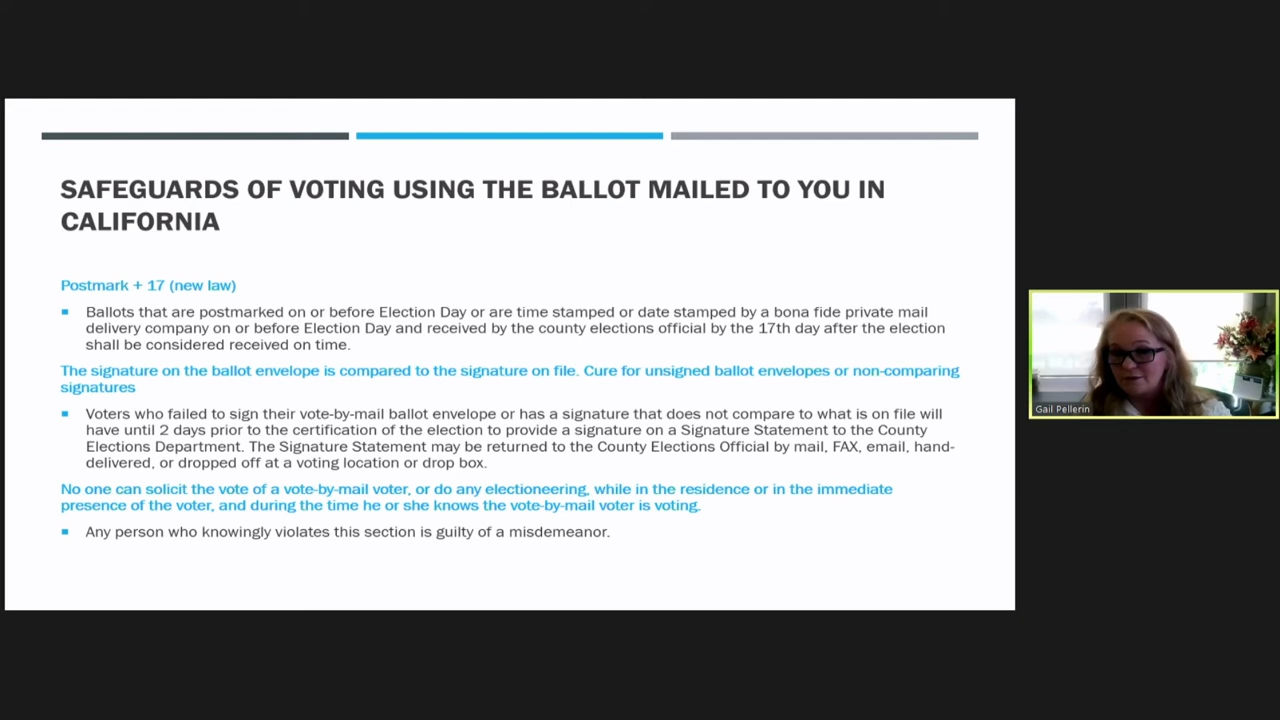 SAFEGUARDS OF VOTING USING THE BALLOT MAILED TO YOU IN
CALIFORNIA
Postmark + 17 (new law)
Ballots that are postmarked on or before Election Day or are time stamped or date stamped by a bona fide private mail
delivery company on or before Election Day and received by the county elections official by the 17th day after the election
shall be considered received on time.
The signature on the ballot envelope is compared to the signature on file. Cure for unsigned ballot envelopes or non-comparing
signatures
Voters who failed to sign their vote-by-mail ballot envelope or has a signature that does not compare to what is on file will
have until 2 days prior to the certification of the election to provide a signature on a Signature Statement to the County
Elections Department. The Signature Statement may be returned to the County Elections Official by mail, FAX, email, hand-
delivered, or dropped off at a voting location or drop box.
No one can solicit the vote of a vote-by-mail voter, or do any electioneering, while in the residence or in the immediate
presence of the voter, and during the time he or she knows the vote-by-mail voter is voting.
Any person who knowingly violates this section is guilty of a misdemeanor.
Gail Pellerin